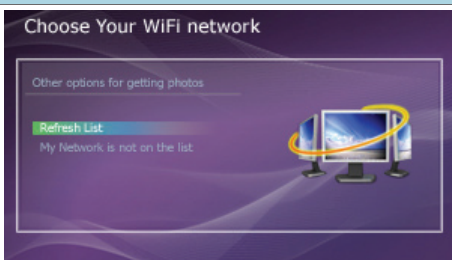 Choose Your WiFi network
Other options for getting photos
Refresh List
My Network is not on the list